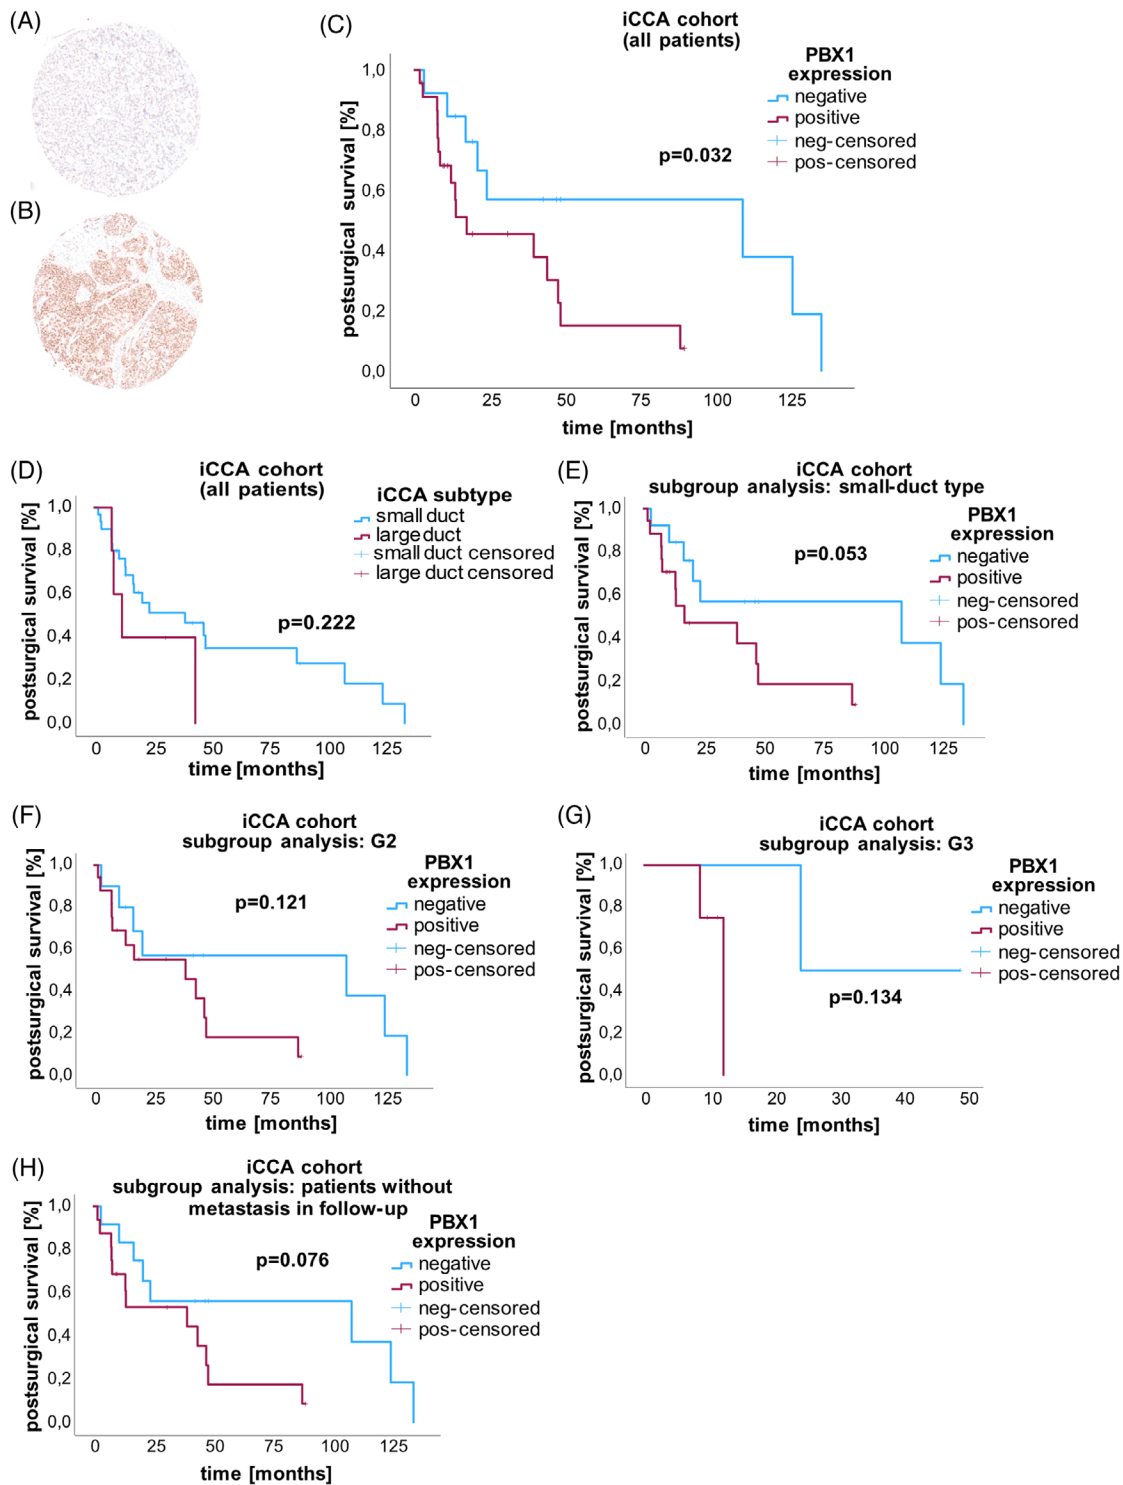 (A)
(B)
(C)
iCCA cohort
(all patients)
PBX1
expression
negative
positive
neg-censored
pos-censored
p=0.032
postsurgical survival [%]
1,0
0,8
0,6
0,4
0,2
0,0
0 25 50 75 100 125
time [months]
(D)
iCCA cohort
(all patients)
iCCA subtype
small duct
large duct
small duct censored
large duct censored
p=0.222
postsurgical survival [%]
1,0
0,8
0,6
0,4
0,2
0,0
0 25 50 75 100 125
time [months]
(E)
iCCA cohort
subgroup analysis: small-duct type
PBX1
expression
negative
positive
neg-censored
pos-censored
p=0.053
postsurgical survival [%]
1,0
0,8
0,6
0,4
0,2
0,0
0 25 50 75 100 125
time [months]
(F)
iCCA cohort
subgroup analysis: G2
PBX1
expression
negative
positive
neg-censored
pos-censored
p=0.121
postsurgical survival [%]
1,0
0,8
0,6
0,4
0,2
0,0
0 25 50 75 100 125
time [months]
(G)
iCCA cohort
subgroup analysis: G3
PBX1
expression
negative
positive
neg-censored
pos-censored
p=0.134
postsurgical survival [%]
1,0
0,8
0,6
0,4
0,2
0,0
0 10 20 30 40 50
time [months]
(H)
iCCA cohort
subgroup analysis: patients without
metastasis in follow-up
PBX1
expression
negative
positive
neg-censored
pos-censored
p=0.076
postsurgical survival [%]
1,0
0,8
0,6
0,4
0,2
0,0
0 25 50 75 100 125
time [months]